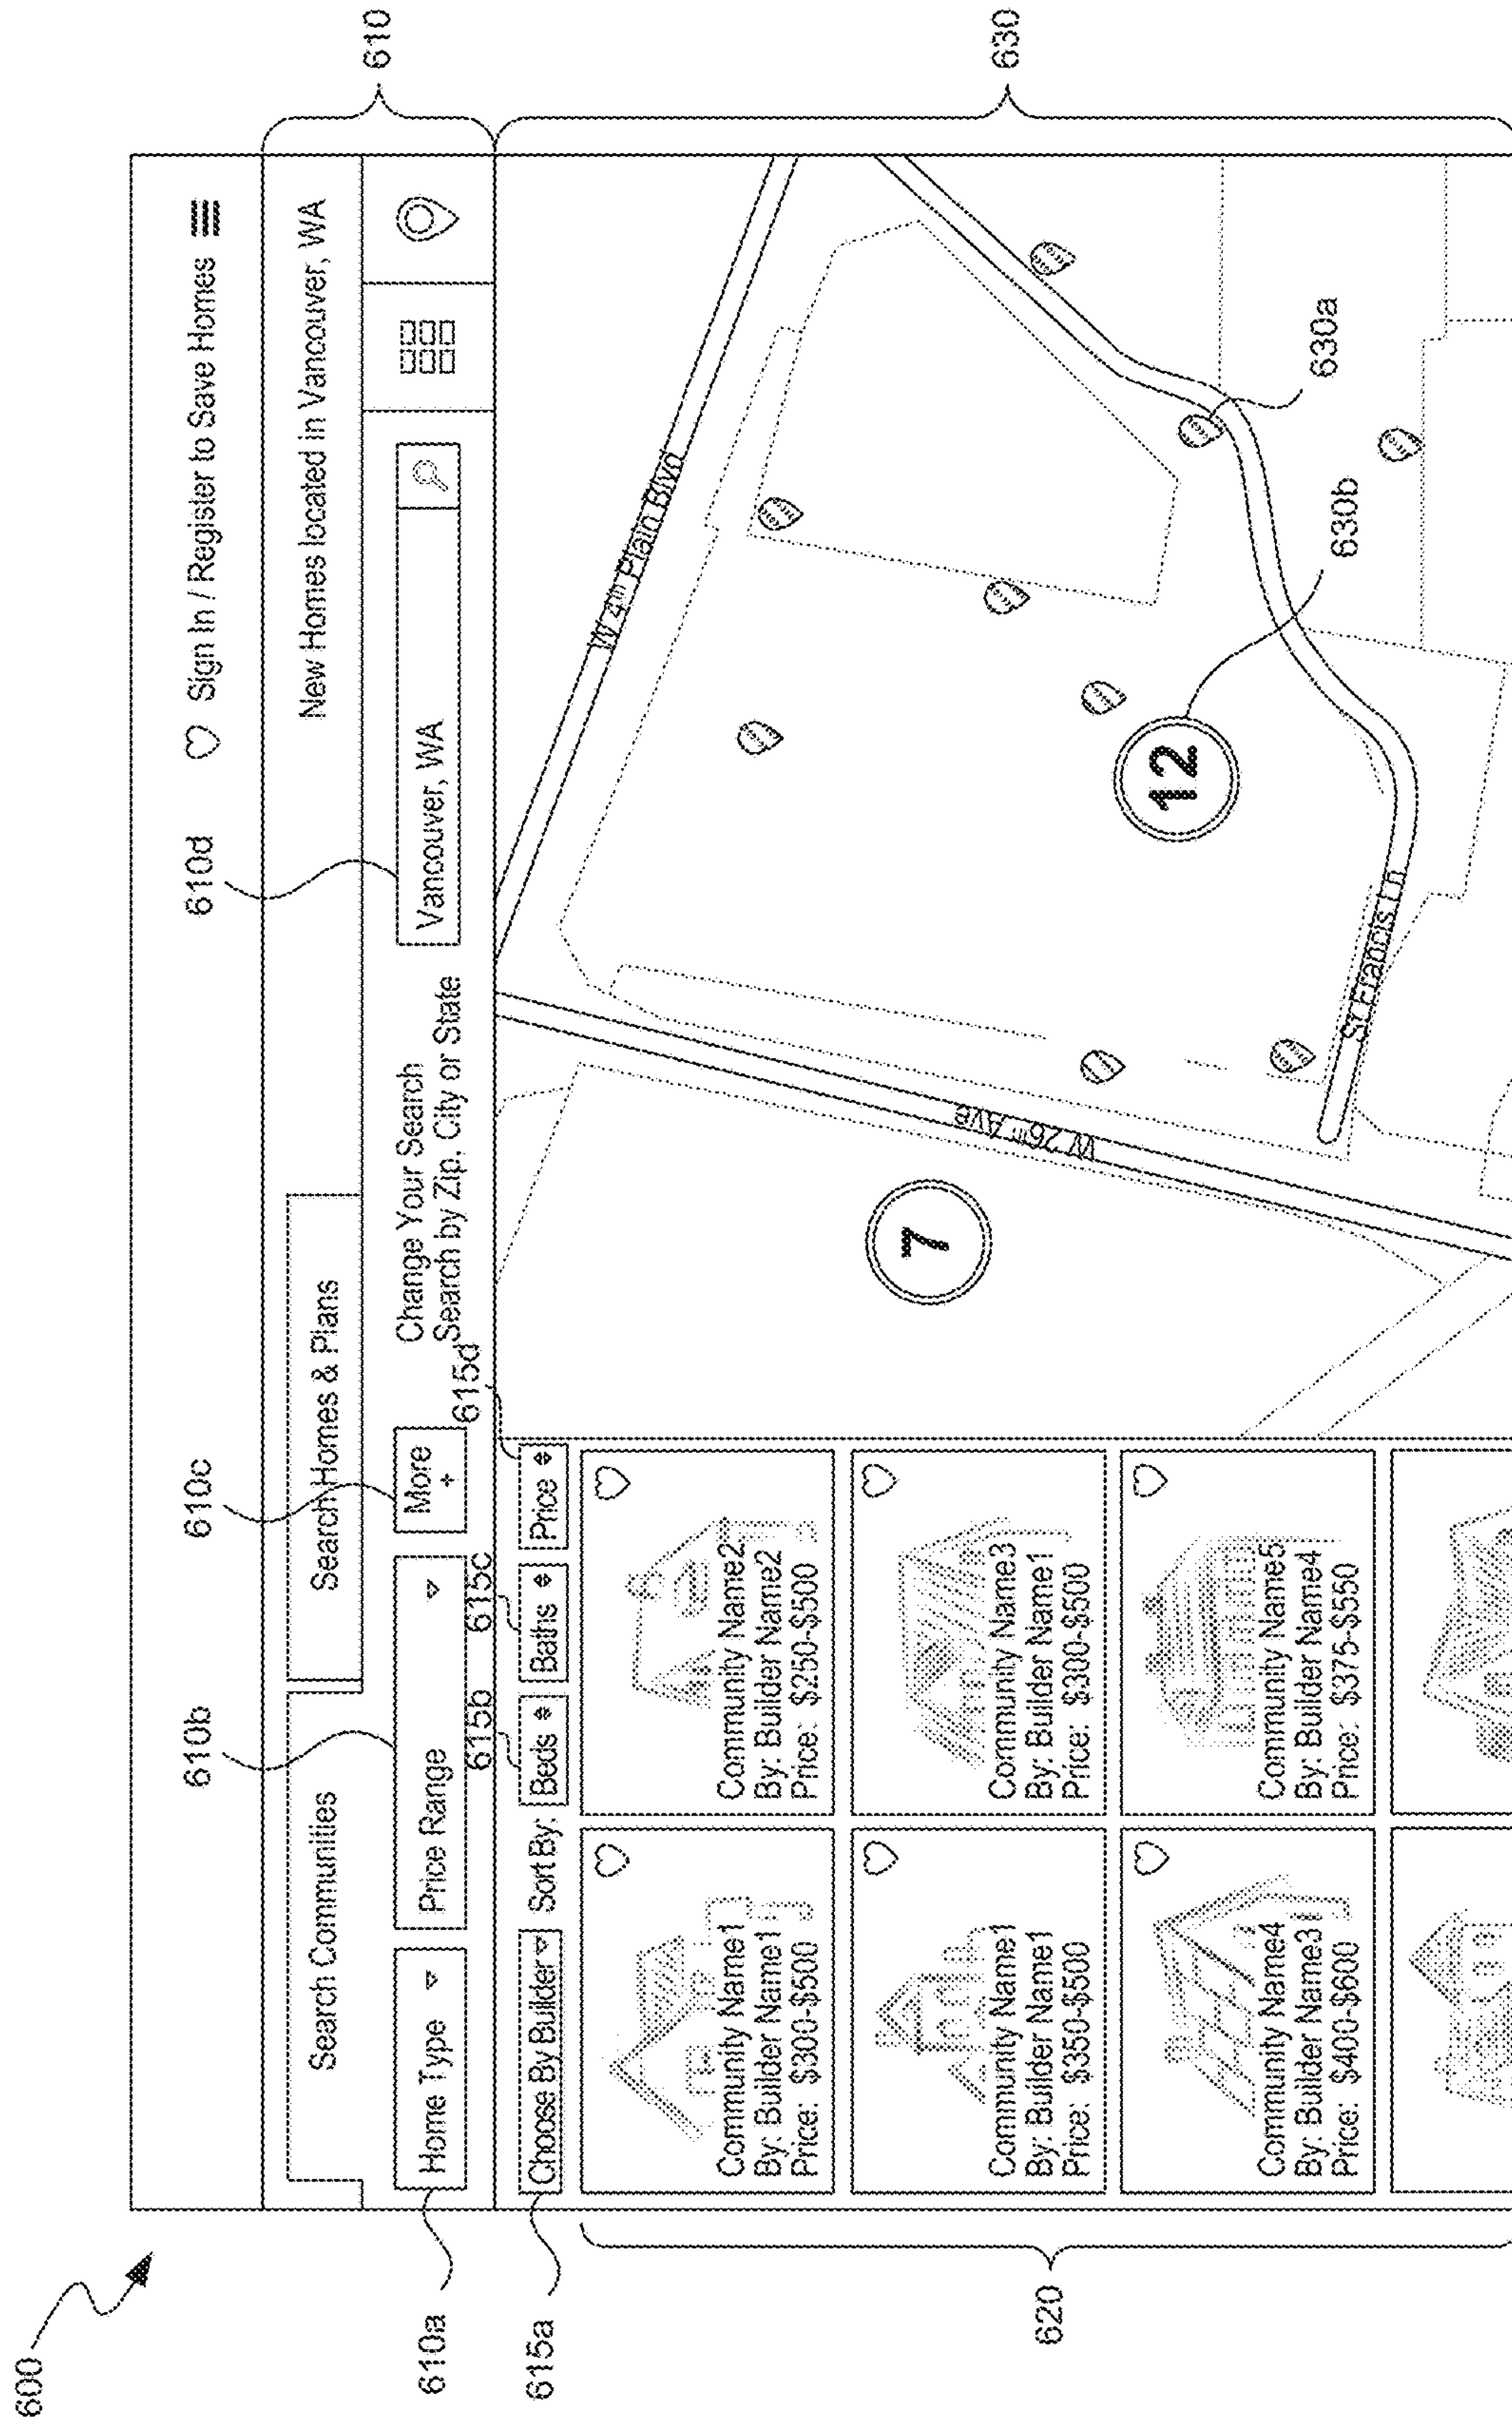 600
610d
♡ Sign In / Register to Save Homes ≡
610b
610c
Search Communities
Search Homes & Plans
New Homes located in Vancouver, WA
610
610a
Home Type
Price Range
More
+
Change Your Search
Search by Zip, City or State
Vancouver, WA
615b
615c
615d
615a
Choose By Builder
Sort By:
Beds
Baths
Price
620
Community Name1
By: Builder Name1
Price: $300-$500
Community Name2
By: Builder Name2
Price: $250-$500
Community Name1
By: Builder Name1
Price: $350-$500
Community Name3
By: Builder Name1
Price: $300-$500
Community Name4
By: Builder Name3
Price: $400-$600
Community Name5
By: Builder Name4
Price: $375-$550
W 4th Plain Blvd
W 26th Ave
7
12
St Francis Ln
630
630a
630b